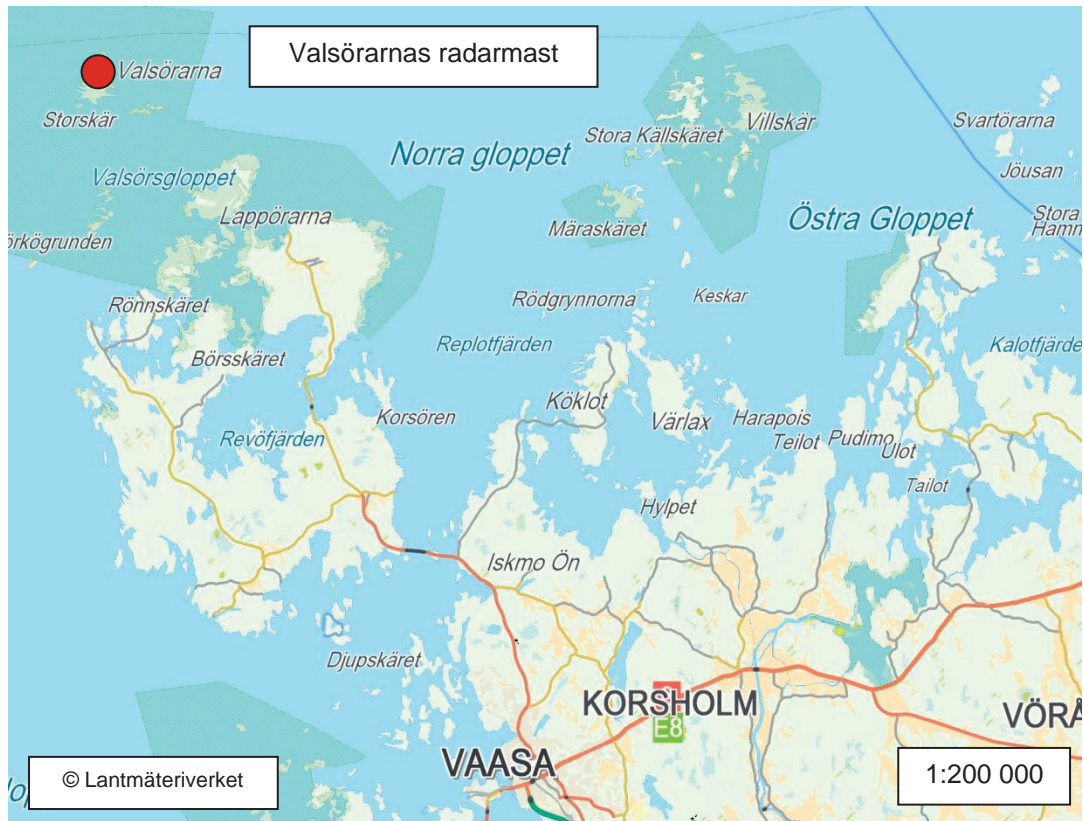 Valsörarnas radarmast
Valsörarna
Storskär
Valsörsgloppet
Norra gloppet
Stora Källskäret
Villskär
Svartörarna
Jöusan
Lappörarna
Märaskäret
Östra Gloppet
Stora
Hamn
örkögrunden
Rönnskäret
Rödgrynnorna
Keskar
Börsskäret
Replotfjärden
Kalotfjärde
Korsören
Köklot
Värlax
Harapois
Teilot
Pudimo
Ulot
Revöfjärden
Tailot
Hylpet
Iskmo Ön
Djupskäret
KORSHOLM
E8
VÖRÅ
VAASA
© Lantmäteriverket
1:200 000